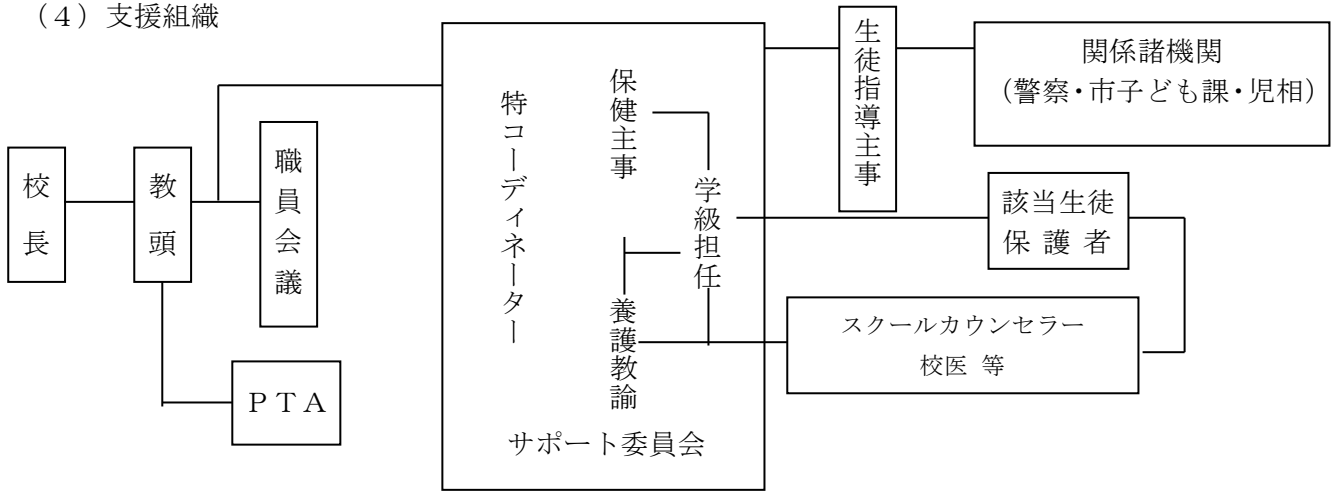 （４）支援組織
校長
教頭
職員会議
ＰＴＡ
特コーディネーター
保健主事
学級担任
養護教諭
サポート委員会
生徒指導主事
関係諸機関
（警察・市子ども課・児相）
該当生徒
保 護 者
スクールカウンセラー
校医 等